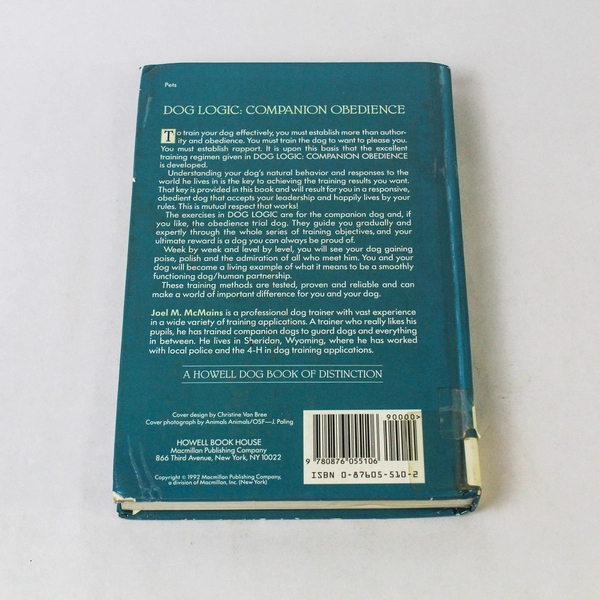 Pets
DOG LOGIC: COMPANION OBEDIENCE
To train your dog effectively, you must establish more than author-
ity and obedience. You must train the dog to want to please you.
You must establish rapport. It is upon this basis that the excellent
training regimen given in DOG LOGIC: COMPANION OBEDIENCE
is developed.
Understanding your dog's natural behavior and responses to the
world he lives in is the key to achieving the training results you want.
That key is provided in this book and will result for you in a responsive,
obedient dog that accepts your leadership and happily lives by your
rules. This is mutual respect that works!
The exercises in DOG LOGIC are for the companion dog and, if
you like, the obedience trial dog. They guide you gradually and
expertly through the whole series of training objectives, and your
ultimate reward is a dog you can always be proud of.
Week by week and level by level, you will see your dog gaining
poise, polish and the admiration of all who meet him. You and your
dog will become a living example of what it means to be a smoothly
functioning dog/human partnership.
These training methods are tested, proven and reliable and can
make a world of important difference for you and your dog.
Joel M. McMains is a professional dog trainer with vast experience
in a wide variety of training applications. A trainer who really likes his
pupils, he has trained companion dogs to guard dogs and everything
in between. He lives in Sheridan, Wyoming, where he has worked
with local police and the 4-H in dog training applications.
A HOWELL DOG BOOK OF DISTINCTION
Cover design by Christine Van Bree
Cover photograph by Animals Animals/OSF—J. Paling
HOWELL BOOK HOUSE
Macmillan Publishing Company
866 Third Avenue, New York, NY 10022
Copyright © 1992 Macmillan Publishing Company,
a division of Macmillan, Inc. (New York)
90000>
9 780876 055106
ISBN 0-87605-510-2